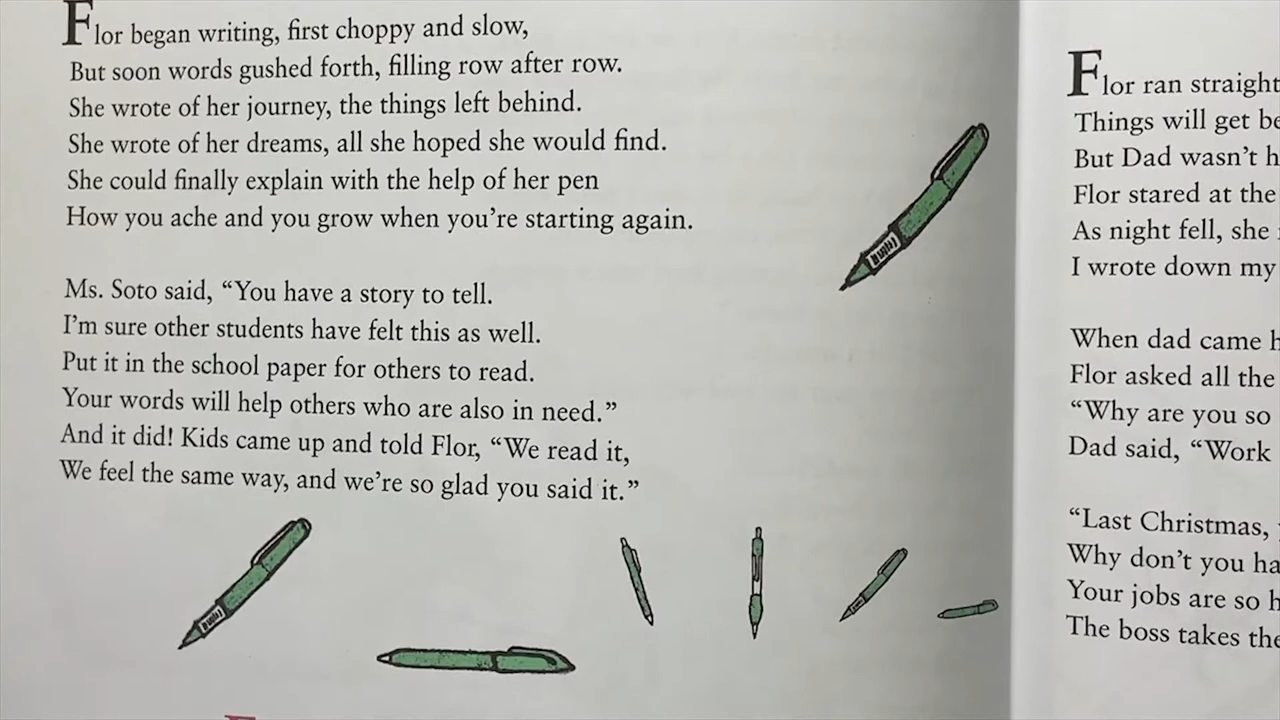 Flor began writing, first choppy and slow,
But soon words gushed forth, filling row after row.
She wrote of her journey, the things left behind.
She wrote of her dreams, all she hoped she would find.
She could finally explain with the help of her pen
How you ache and you grow when you’re starting again.
Ms. Soto said, “You have a story to tell.
I’m sure other students have felt this as well.
Put it in the school paper for others to read.
Your words will help others who are also in need.”
And it did! Kids came up and told Flor, “We read it,
We feel the same way, and we’re so glad you said it.”
Flor ran straight
Things will get
But Dad wasn’t
Flor stared at the
As night fell, she
I wrote down my
When dad came
Flor asked all the
“Why are you so
Dad said, “Work
“Last Christmas,
Why don’t you
Your jobs are so
The boss takes